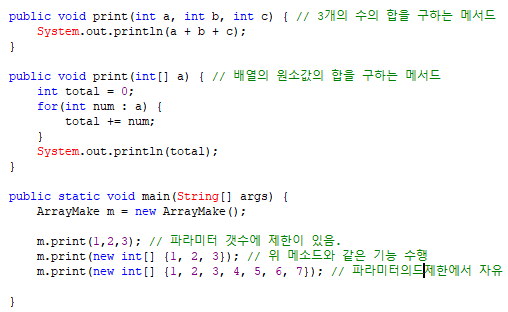 public void print(int a, int b, int c) { // 3개의 수의 합을 구하는 메서드
System.out.println(a + b + c);
}
public void print(int[] a) { // 배열의 원소값의 합을 구하는 메서드
int total = 0;
for(int num : a) {
total += num;
}
System.out.println(total);
}
public static void main(String[] args) {
ArrayMake m = new ArrayMake();
m.print(1,2,3); // 파라미터 갯수에 제한이 있음.
m.print(new int[] {1, 2, 3}); // 위 메소드와 같은 기능 수행
m.print(new int[] {1, 2, 3, 4, 5, 6, 7}); // 파라미터의드제한에서 자유
}